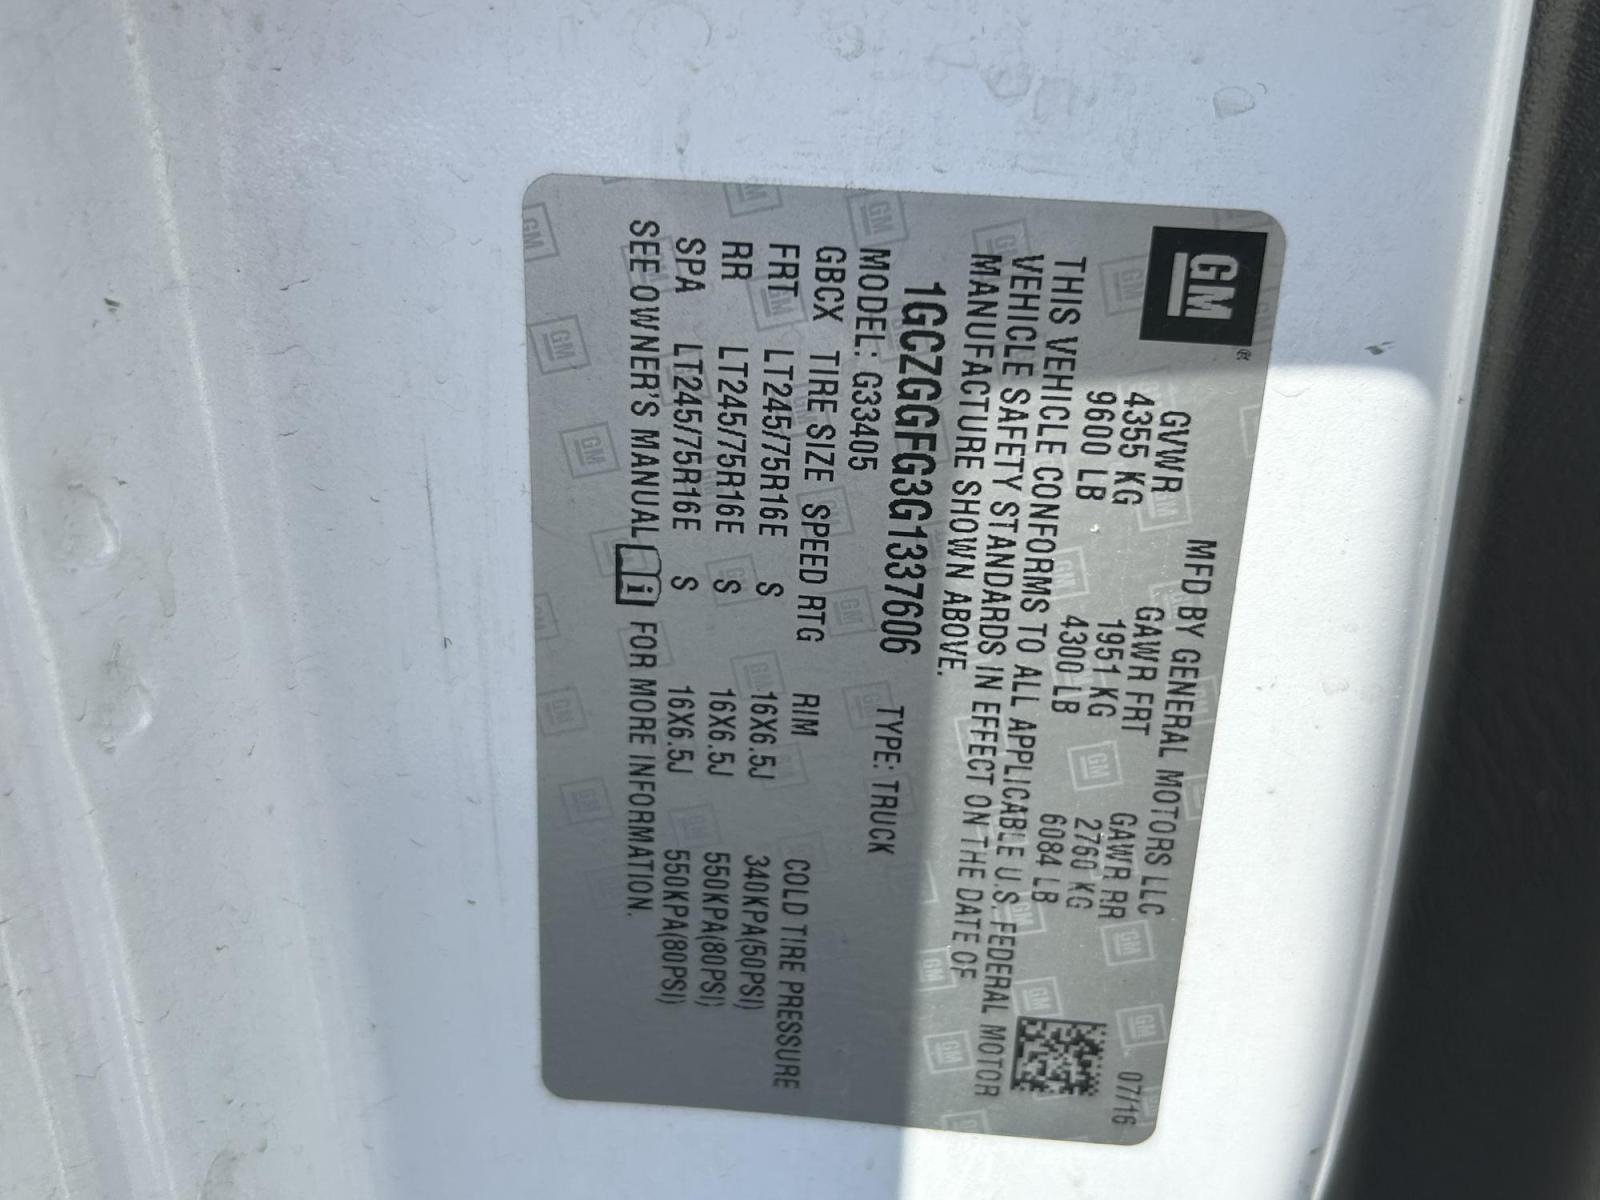 GM
MFD BY GENERAL MOTORS LLC 07/16
GVWR GAWR FRT GAWR RR
4355 KG 1951 KG 2760 KG
9600 LB 4300 LB 6084 LB
THIS VEHICLE CONFORMS TO ALL APPLICABLE U.S. FEDERAL MOTOR
VEHICLE SAFETY STANDARDS IN EFFECT ON THE DATE OF
MANUFACTURE SHOWN ABOVE.
1GCZGGFG3G1337606
MODEL: G33405 TYPE: TRUCK
GBCX TIRE SIZE SPEED RTG RIM COLD TIRE PRESSURE
FRT LT245/75R16E S 16X6.5J 340KPA(50PSI)
RR LT245/75R16E S 16X6.5J 550KPA(80PSI)
SPA LT245/75R16E S 16X6.5J 550KPA(80PSI)
SEE OWNER'S MANUAL i FOR MORE INFORMATION.